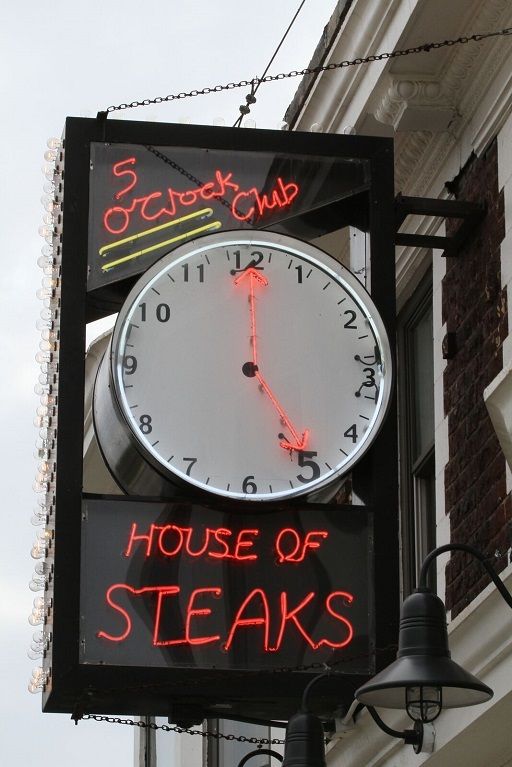 5
O'Clock Club
12
11 1
10 2
9 3
8 4
7 5
6
HOUSE OF
STEAKS